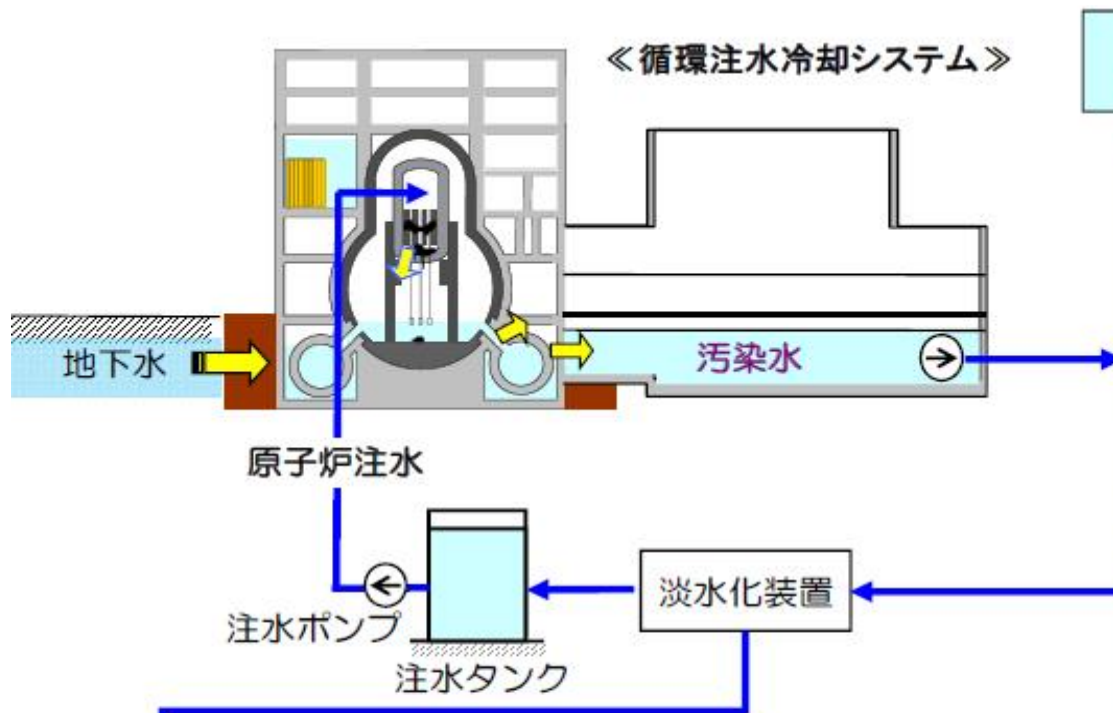 ≪循環注水冷却システム≫
地下水
汚染水
原子炉注水
淡水化装置
注水ポンプ
注水タンク